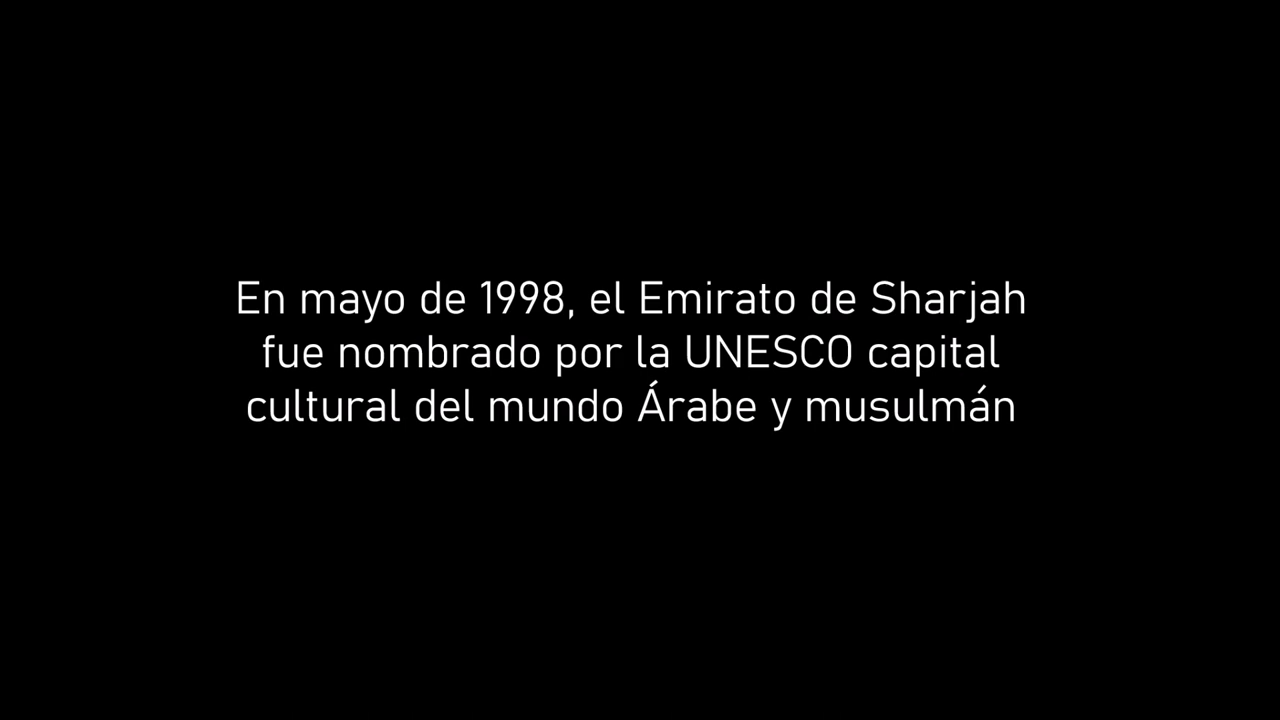 En mayo de 1998, el Emirato de Sharjah
fue nombrado por la UNESCO capital
cultural del mundo Árabe y musulmán